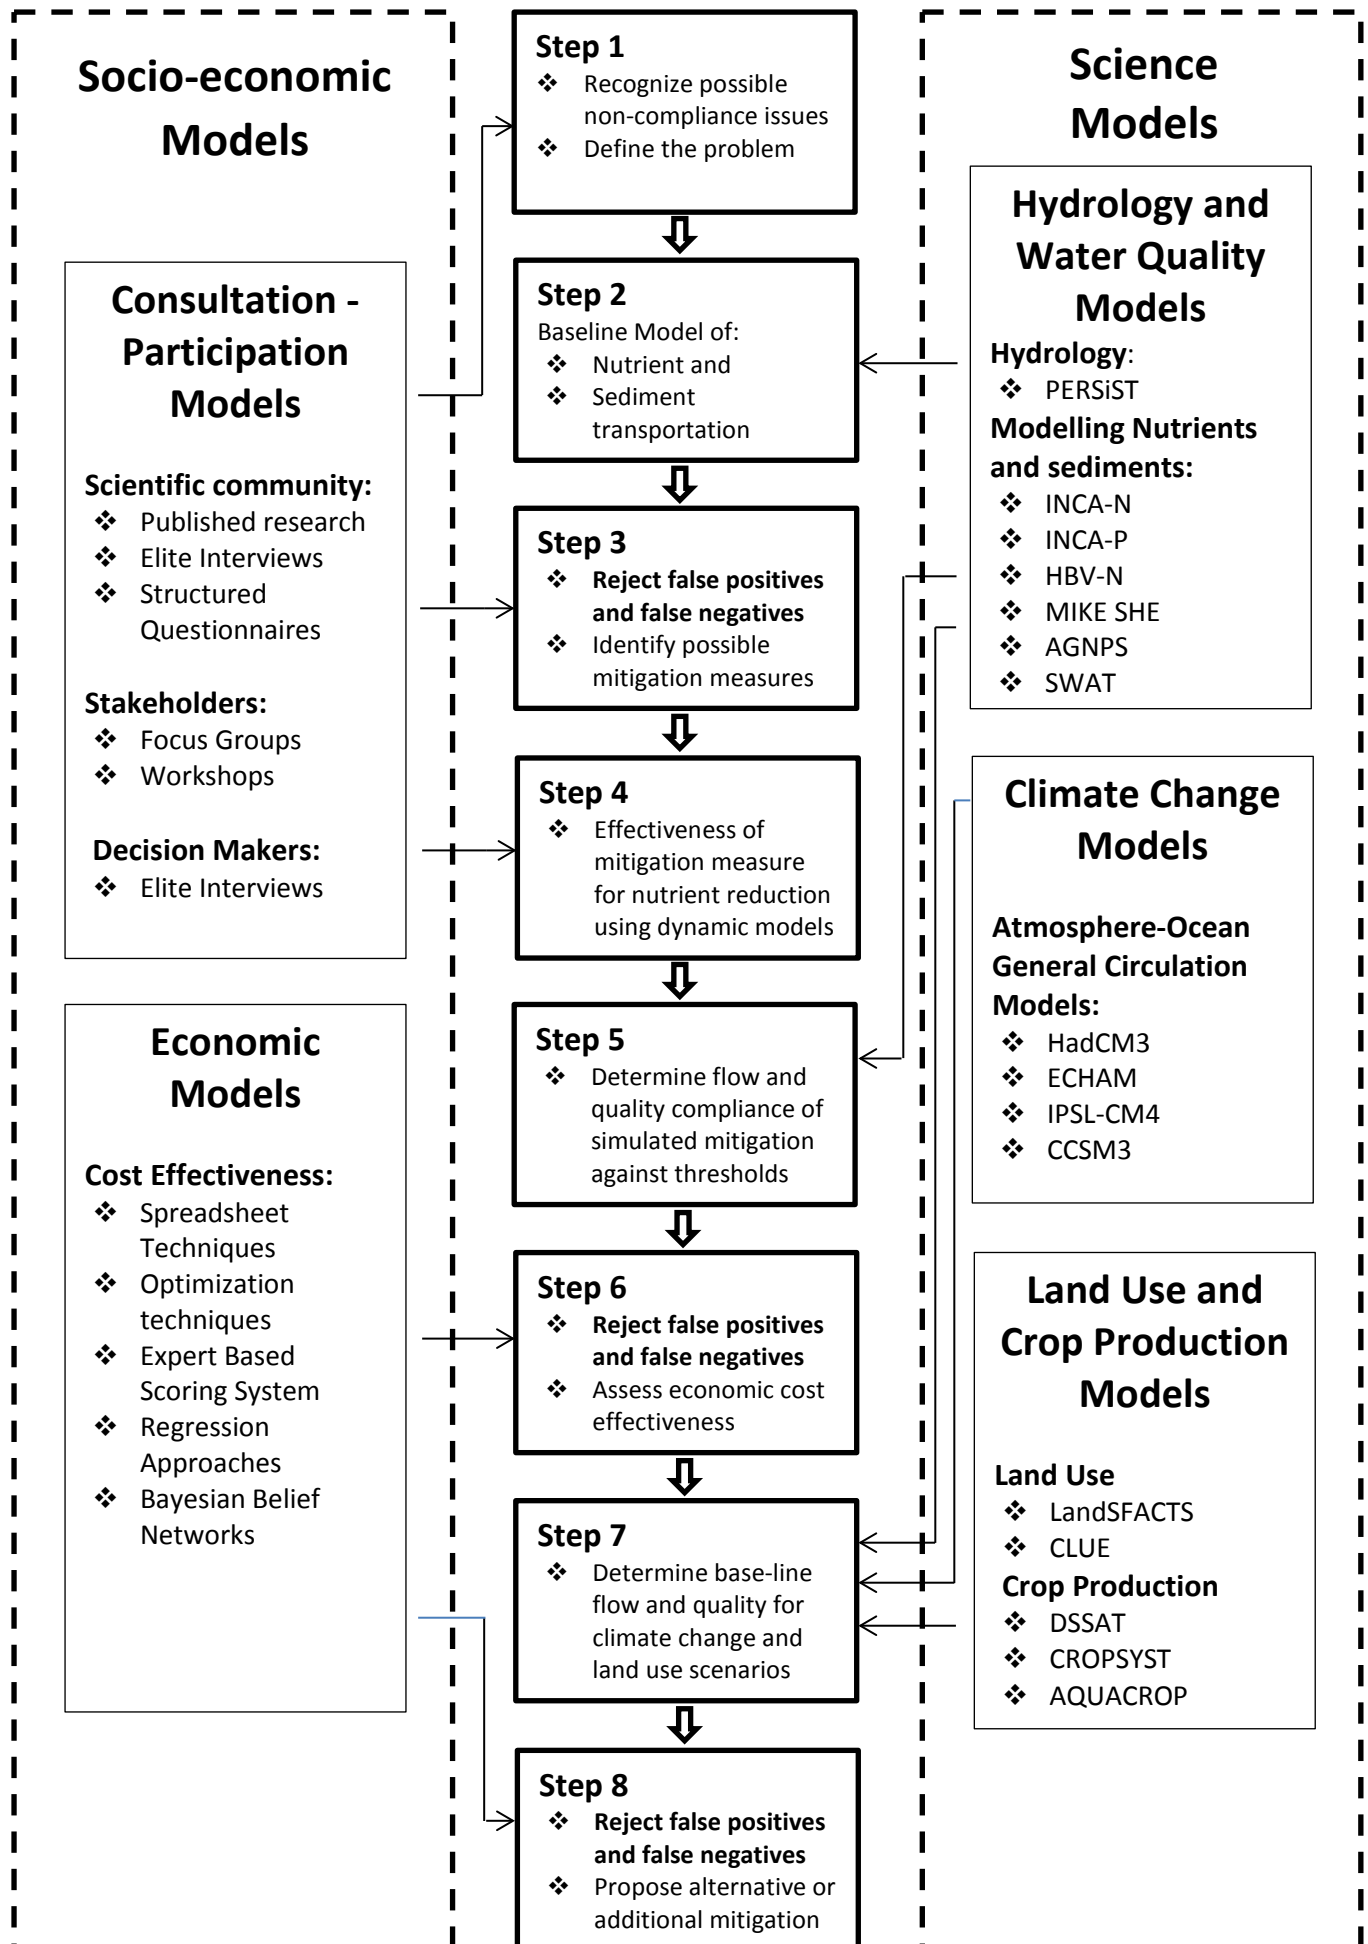 Socio-economic
Models
Consultation -
Participation
Models
Scientific community:
❖ Published research
❖ Elite Interviews
❖ Structured
Questionnaires
Stakeholders:
❖ Focus Groups
❖ Workshops
Decision Makers:
❖ Elite Interviews
Economic
Models
Cost Effectiveness:
❖ Spreadsheet
Techniques
❖ Optimization
techniques
❖ Expert Based
Scoring System
❖ Regression
Approaches
❖ Bayesian Belief
Networks
Step 1
❖ Recognize possible
non-compliance issues
❖ Define the problem
Step 2
Baseline Model of:
❖ Nutrient and
❖ Sediment
transportation
Step 3
❖ Reject false positives
and false negatives
❖ Identify possible
mitigation measures
Step 4
❖ Effectiveness of
mitigation measure
for nutrient reduction
using dynamic models
Step 5
❖ Determine flow and
quality compliance of
simulated mitigation
against thresholds
Step 6
❖ Reject false positives
and false negatives
❖ Assess economic cost
effectiveness
Step 7
❖ Determine base-line
flow and quality for
climate change and
land use scenarios
Step 8
❖ Reject false positives
and false negatives
❖ Propose alternative or
additional mitigation
Science
Models
Hydrology and
Water Quality
Models
Hydrology:
❖ PERSiST
Modelling Nutrients
and sediments:
❖ INCA-N
❖ INCA-P
❖ HBV-N
❖ MIKE SHE
❖ AGNPS
❖ SWAT
Climate Change
Models
Atmosphere-Ocean
General Circulation
Models:
❖ HadCM3
❖ ECHAM
❖ IPSL-CM4
❖ CCSM3
Land Use and
Crop Production
Models
Land Use
❖ LandSFACTS
❖ CLUE
Crop Production
❖ DSSAT
❖ CROPSYST
❖ AQUACROP